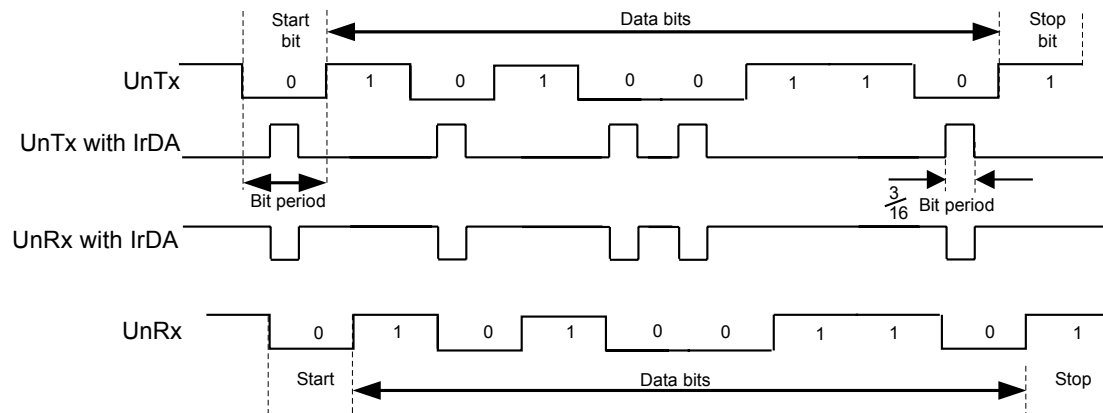 Start bit
Data bits
Stop bit
UnTx
0 1 0 1 0 0 1 1 0 1
UnTx with IrDA
Bit period
3/16 Bit period
UnRx with IrDA
UnRx
0 1 0 1 0 0 1 1 0 1
Start
Data bits
Stop